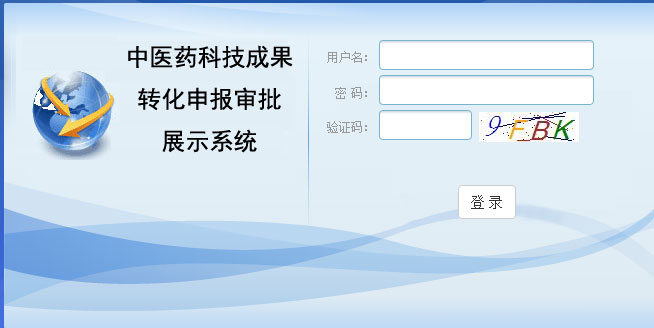 中医药科技成果
转化申报审批
展示系统
用户名：
密 码：
验证码：
9FBK
登 录